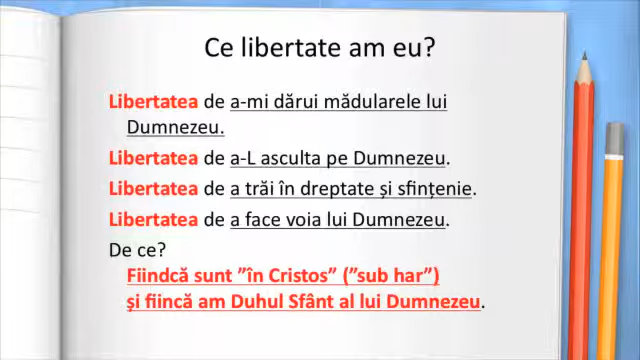 Ce libertate am eu?
Libertatea de a-mi dărui mădularele lui
Dumnezeu.
Libertatea de a-L asculta pe Dumnezeu.
Libertatea de a trăi în dreptate și sfințenie.
Libertatea de a face voia lui Dumnezeu.
De ce?
Fiindcă sunt ”în Cristos” (”sub har”)
și fiincă am Duhul Sfânt al lui Dumnezeu.